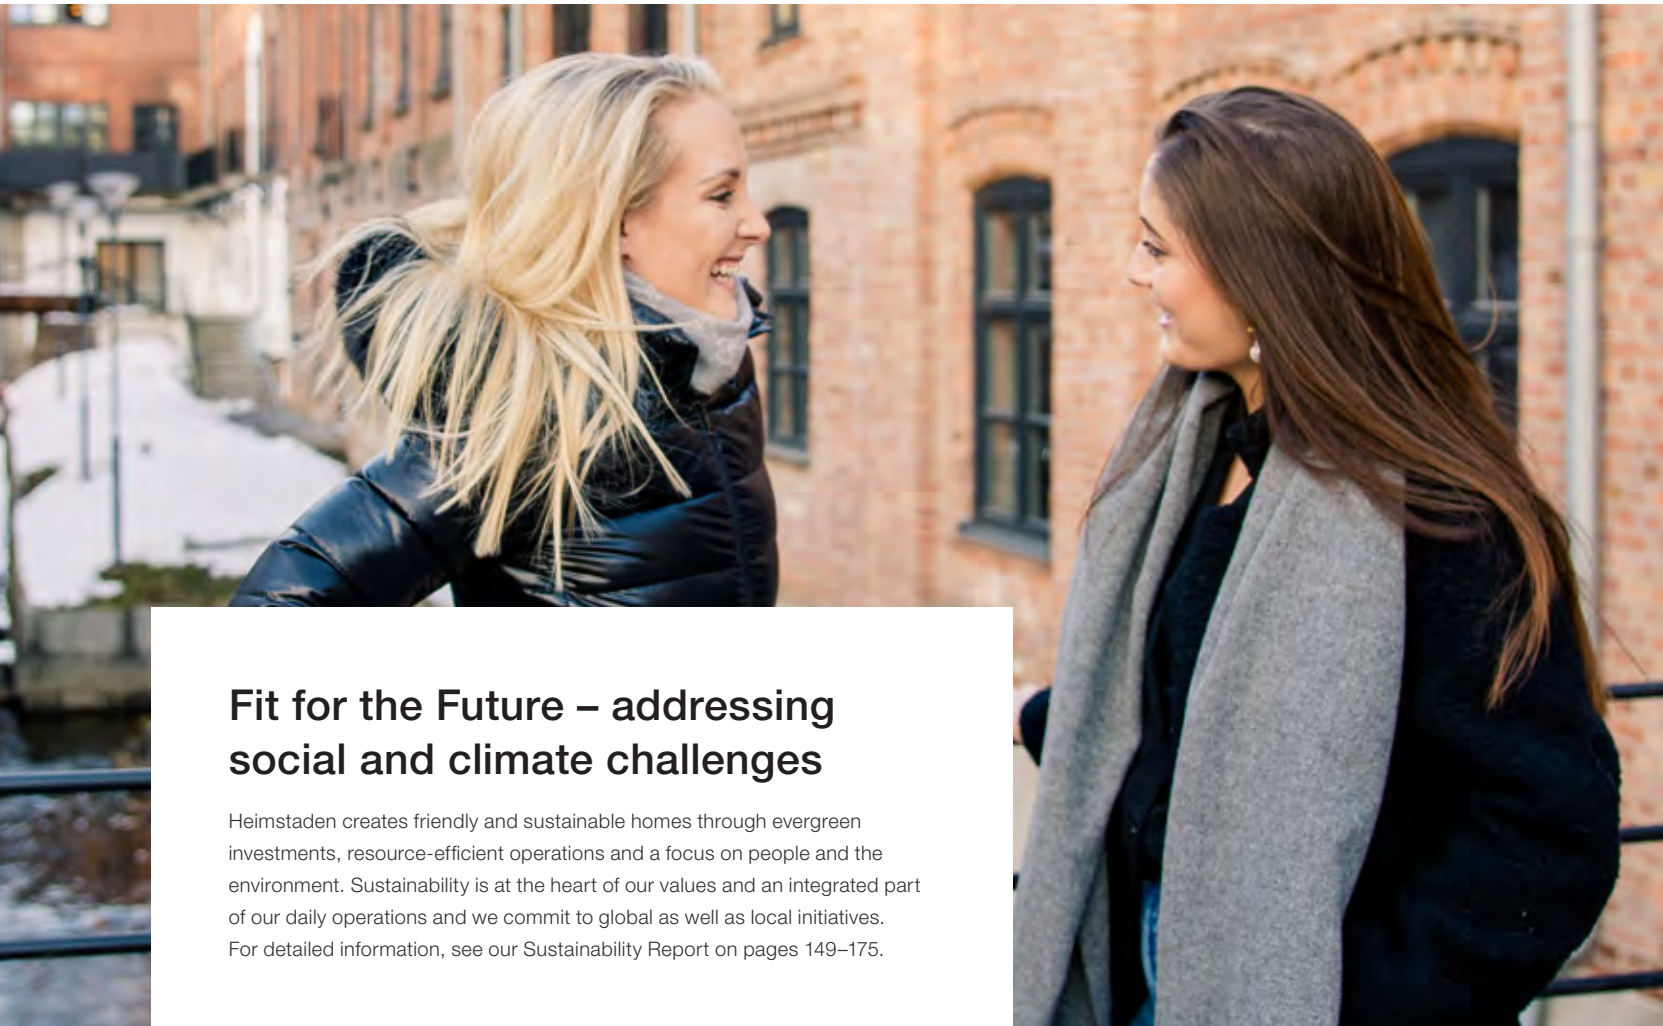 Fit for the Future – addressing
social and climate challenges
Heimstaden creates friendly and sustainable homes through evergreen
investments, resource-efficient operations and a focus on people and the
environment. Sustainability is at the heart of our values and an integrated part
of our daily operations and we commit to global as well as local initiatives.
For detailed information, see our Sustainability Report on pages 149–175.